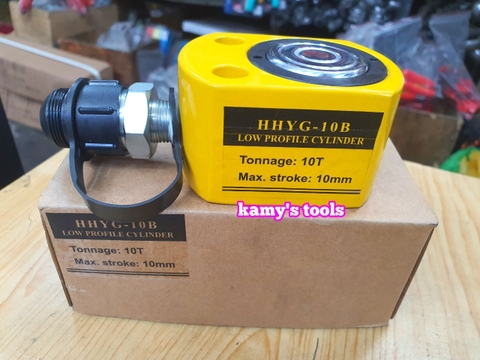 HHYG-10B
LOW PROFILE CYLINDER
Tonnage: 10T
Max. stroke: 10mm
kamy's tools
HHYG-10B
LOW PROFILE CYLINDER
Tonnage: 10T
Max. stroke: 10mm